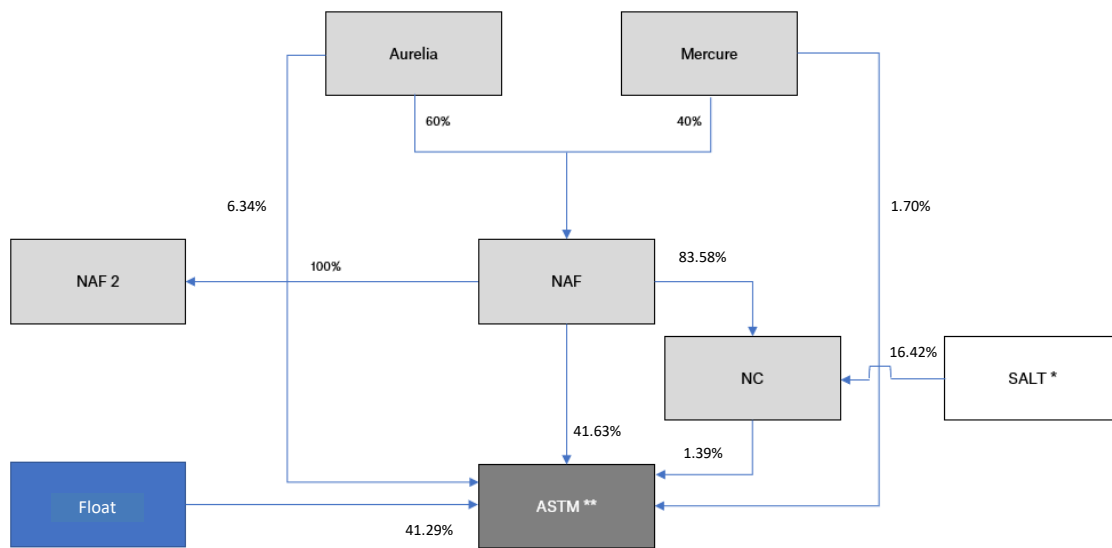 Aurelia
Mercure
60%
40%
6.34%
1.70%
NAF 2
100%
NAF
83.58%
NC
16.42%
SALT *
41.63%
1.39%
Float
41.29%
ASTM **